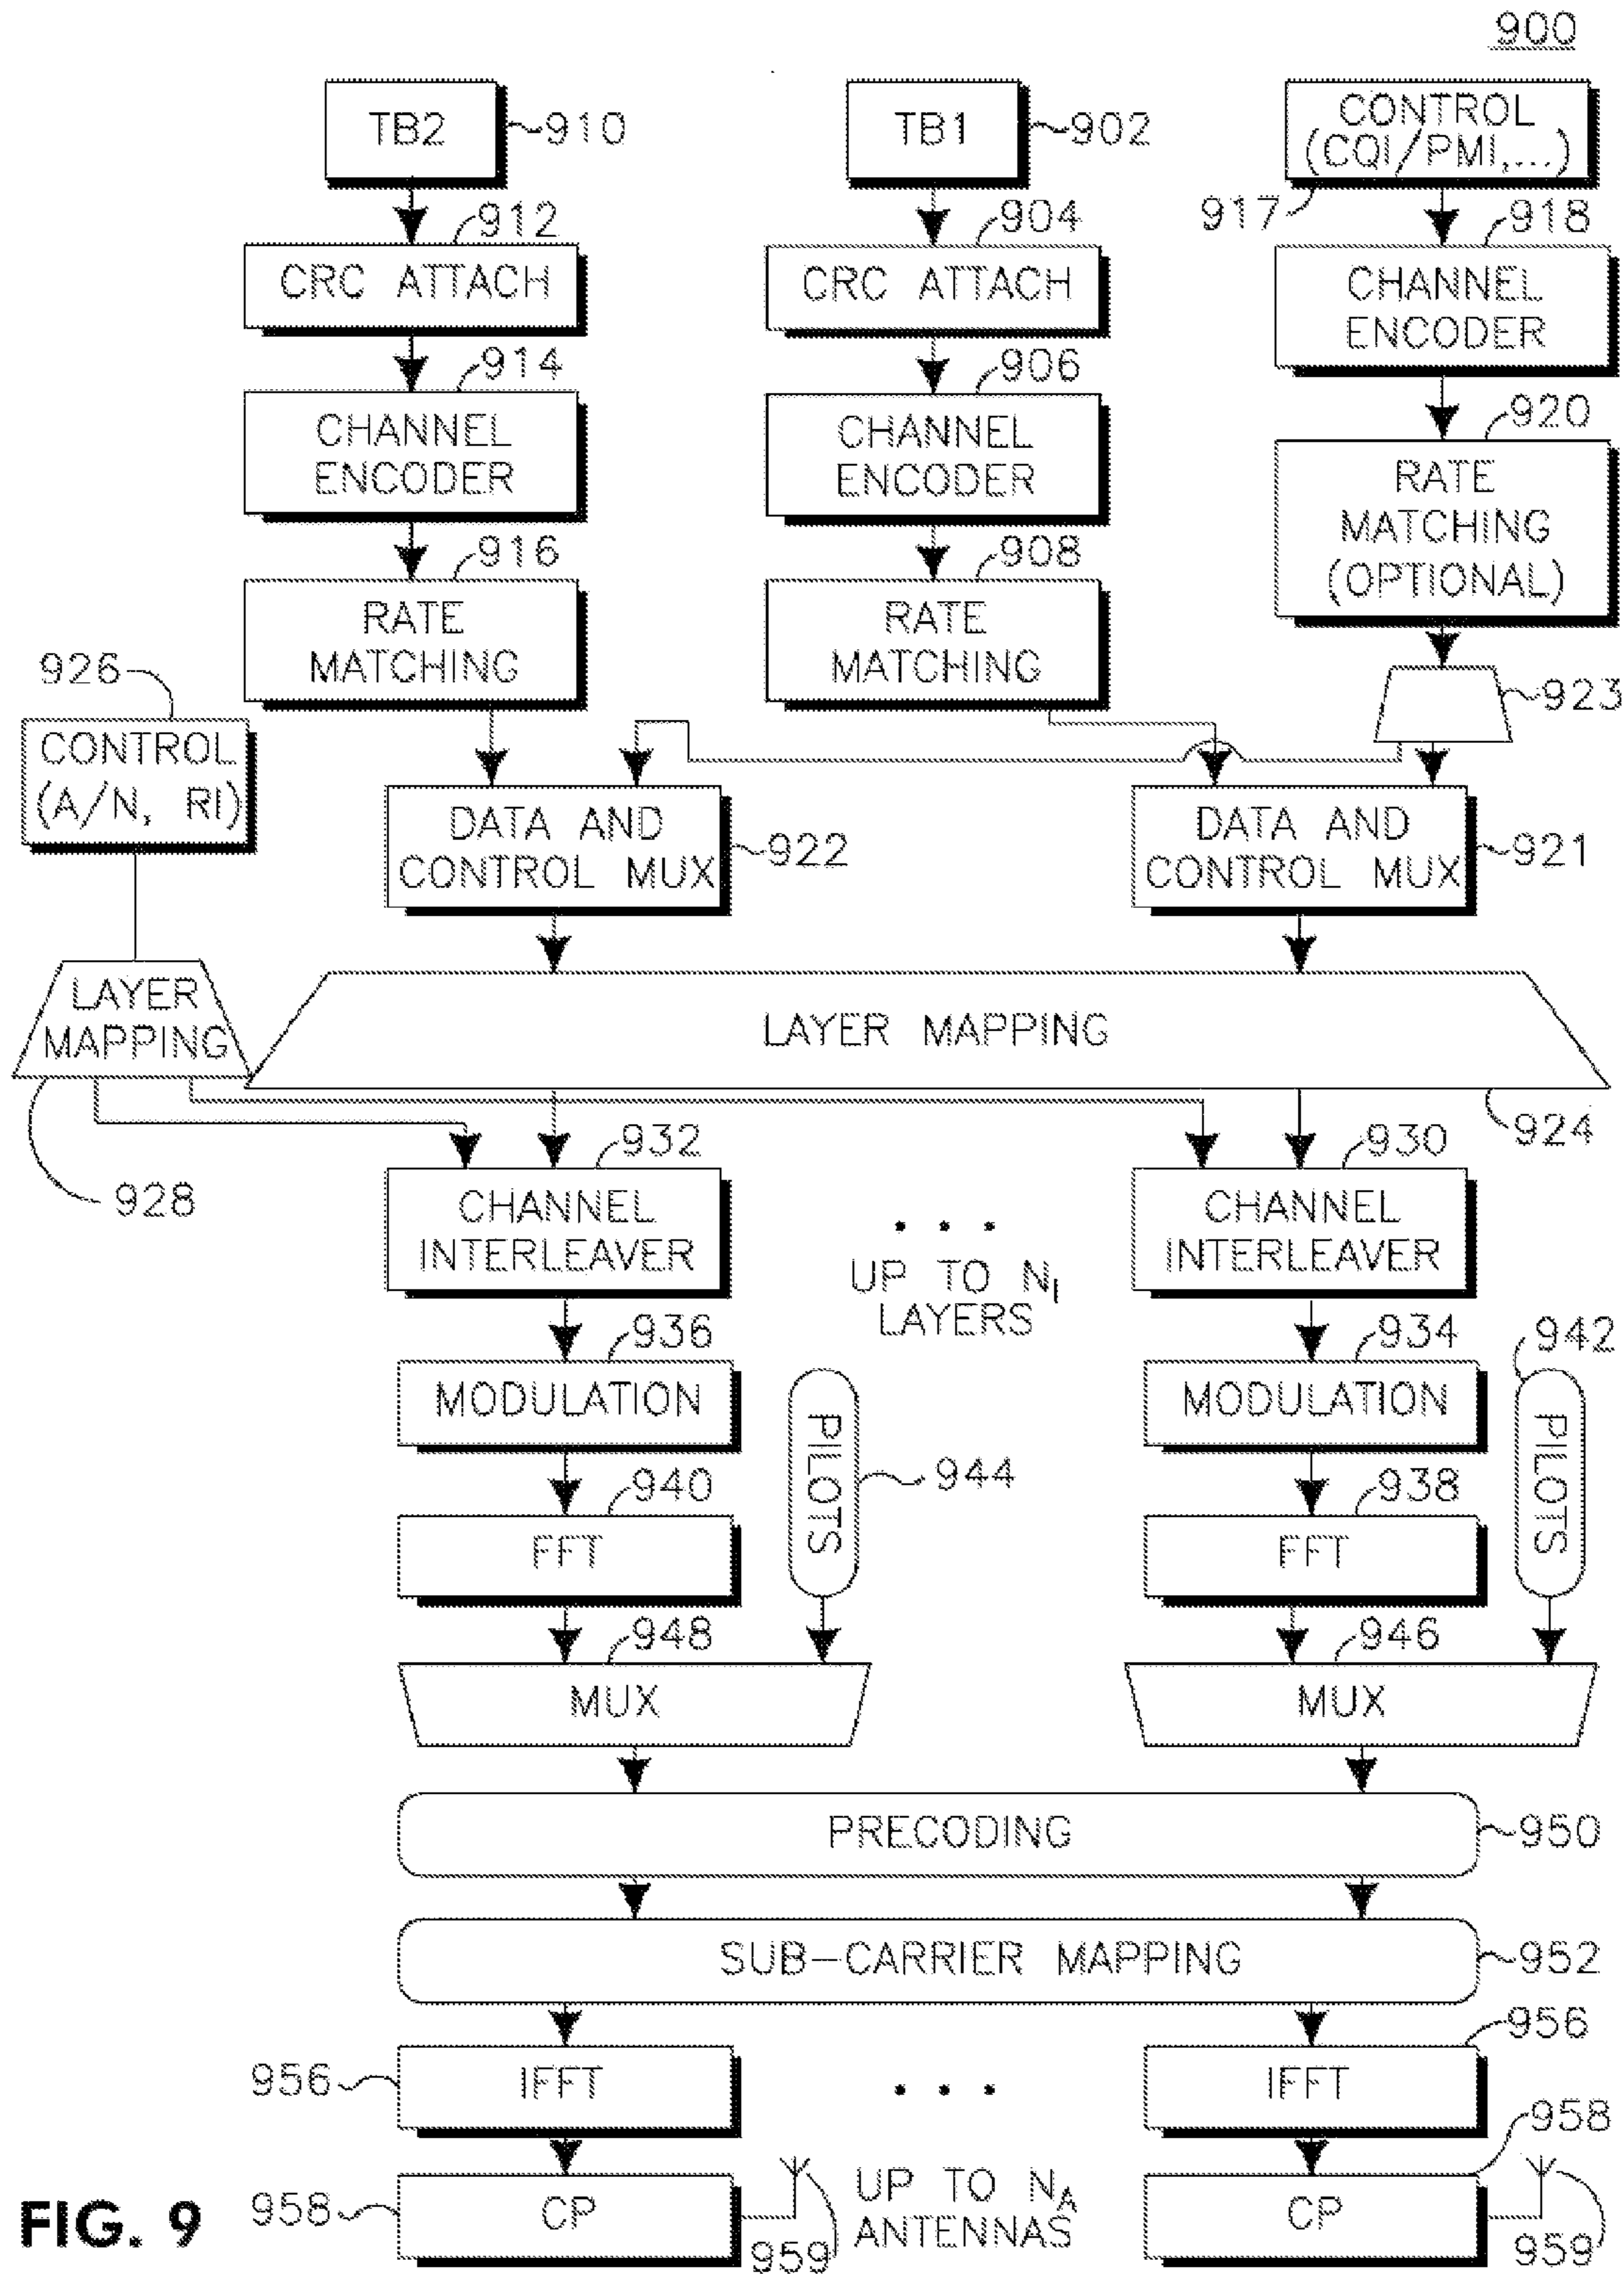 900
TB2
910
TB1
902
CONTROL
(CQI/PMI,...)
917
912
904
918
CRC ATTACH
CRC ATTACH
CHANNEL
ENCODER
914
906
CHANNEL
ENCODER
CHANNEL
ENCODER
920
RATE
MATCHING
(OPTIONAL)
916
908
RATE
MATCHING
RATE
MATCHING
926
923
CONTROL
(A/N, RI)
DATA AND
CONTROL MUX
922
DATA AND
CONTROL MUX
921
LAYER
MAPPING
LAYER MAPPING
924
928
932
930
CHANNEL
INTERLEAVER
. . .
UP TO Nl
LAYERS
CHANNEL
INTERLEAVER
936
934
942
MODULATION
PILOTS
944
MODULATION
PILOTS
940
938
FFT
FFT
948
946
MUX
MUX
PRECODING
950
SUB-CARRIER MAPPING
952
956
956
IFFT
. . .
IFFT
958
958
CP
UP TO NA
ANTENNAS
CP
959
959
FIG. 9